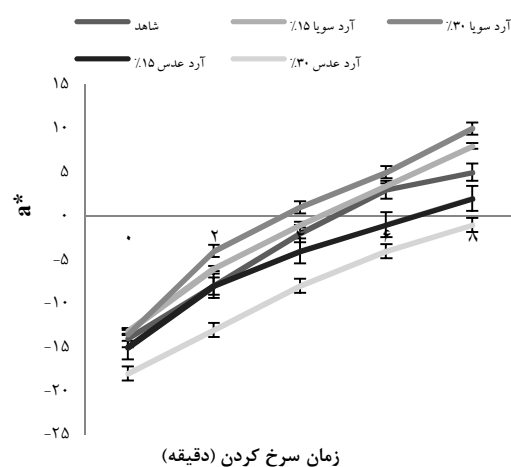 شاهد
آرد سویا ۱۵٪
آرد سویا ۳۰٪
آرد عدس ۱۵٪
آرد عدس ۳۰٪
۱۵
۱۰
۵
۰
-۵
-۱۰
-۱۵
-۲۰
-۲۵
a*
۰ ۲ ۴ ۶ ۸
زمان سرخ کردن (دقیقه)